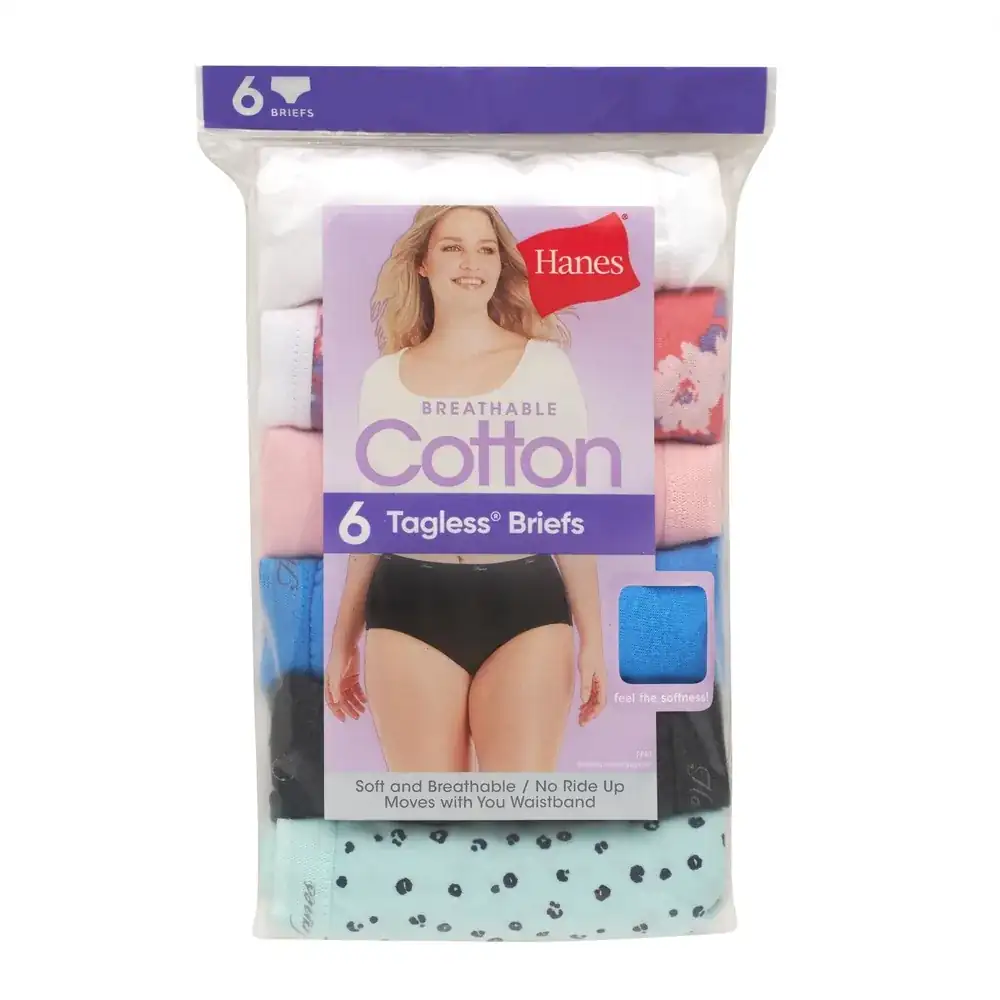 6
BRIEFS
Hanes®
BREATHABLE
Cotton
6 Tagless® Briefs
feel the softness!
Soft and Breathable / No Ride Up
Moves with You Waistband